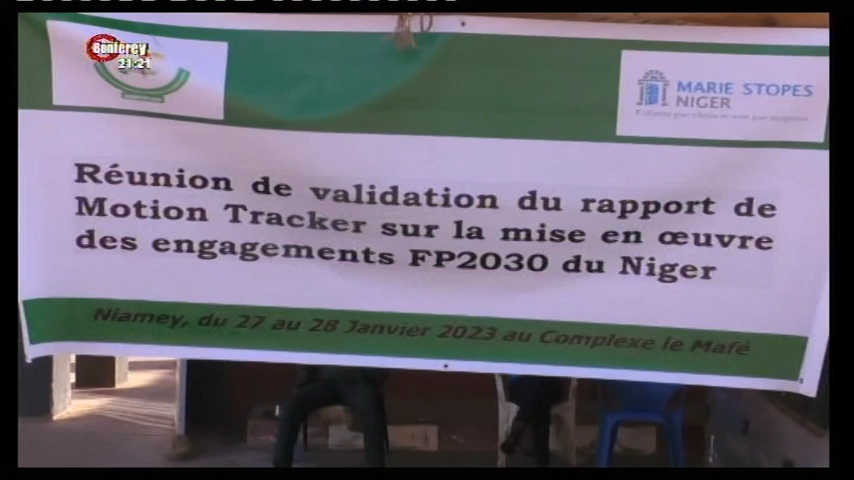 Bonferey
21:21
MARIE STOPES
NIGER
Réunion de validation du rapport de
Motion Tracker sur la mise en œuvre
des engagements FP2030 du Niger
Niamey, du 27 au 28 Janvier 2023 au Complexe le Mafé